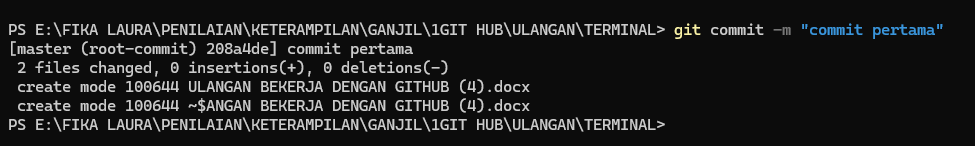 PS E:\FIKA LAURA\PENILAIAN\KETERAMPILAN\GANJIL\1GIT HUB\ULANGAN\TERMINAL> git commit -m "commit pertama"
[master (root-commit) 208a4de] commit pertama
 2 files changed, 0 insertions(+), 0 deletions(-)
 create mode 100644 ULANGAN BEKERJA DENGAN GITHUB (4).docx
 create mode 100644 ~$ANGAN BEKERJA DENGAN GITHUB (4).docx
PS E:\FIKA LAURA\PENILAIAN\KETERAMPILAN\GANJIL\1GIT HUB\ULANGAN\TERMINAL>